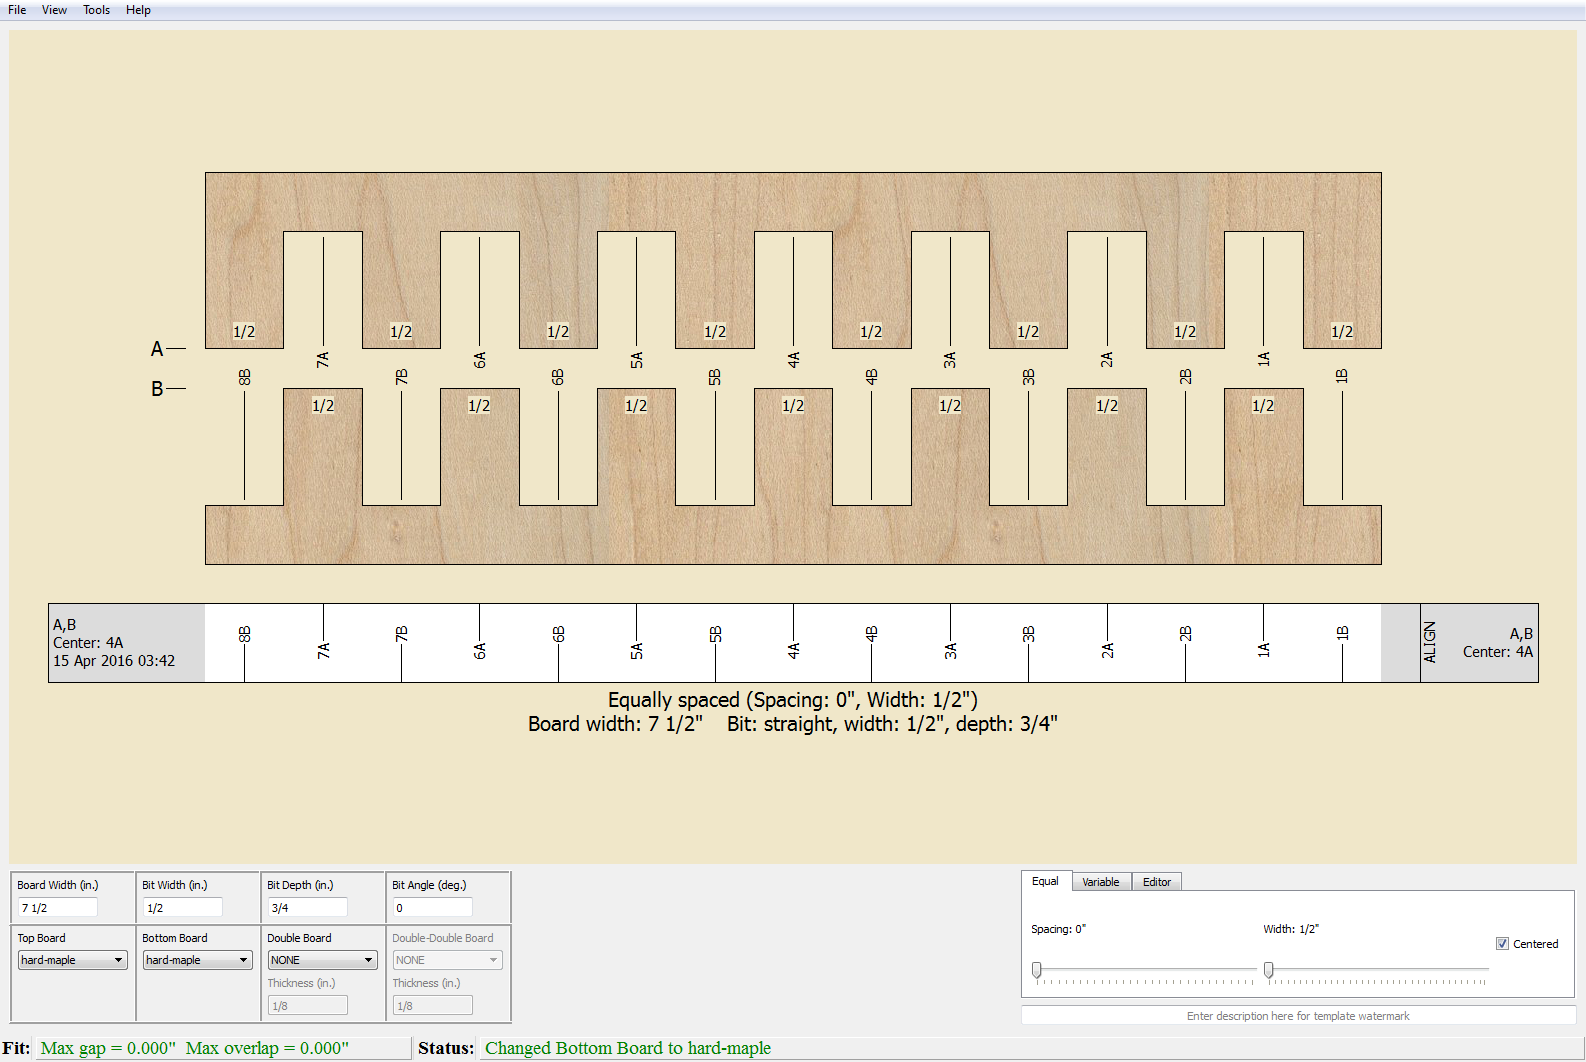 File View Tools Help
1/2 1/2 1/2 1/2 1/2 1/2 1/2 1/2
A
7A 6A 5A 4A 3A 2A 1A
8B 7B 6B 5B 4B 3B 2B 1B
B
1/2 1/2 1/2 1/2 1/2 1/2 1/2
A,B
Center: 4A
15 Apr 2016 03:42
8B 7A 7B 6A 6B 5A 5B 4A 4B 3A 3B 2A 2B 1A 1B
ALIGN
A,B
Center: 4A
Equally spaced (Spacing: 0", Width: 1/2")
Board width: 7 1/2" Bit: straight, width: 1/2", depth: 3/4"
Board Width (in.) Bit Width (in.) Bit Depth (in.) Bit Angle (deg.)
7 1/2 1/2 3/4 0
Top Board Bottom Board Double Board Double-Double Board
hard-maple hard-maple NONE NONE
Thickness (in.) Thickness (in.)
1/8 1/8
Equal Variable Editor
Spacing: 0" Width: 1/2"
Centered
Enter description here for template watermark
Fit: Max gap = 0.000" Max overlap = 0.000" Status: Changed Bottom Board to hard-maple